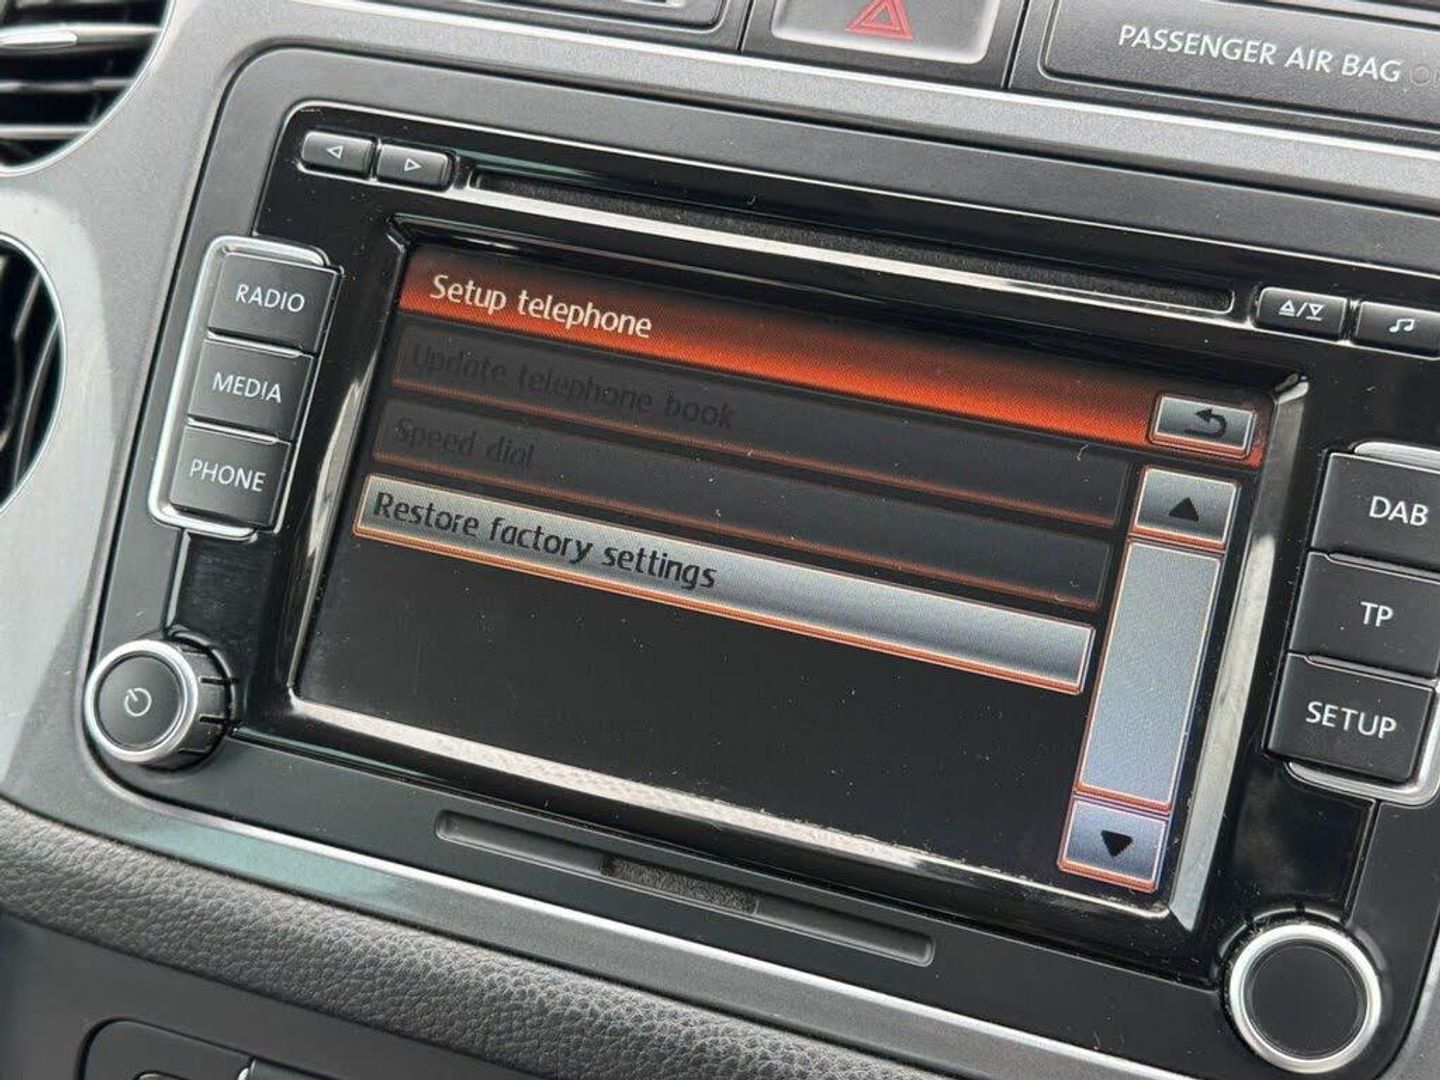 PASSENGER AIR BAG
RADIO
MEDIA
PHONE
Setup telephone
Update telephone book
Speed dial
Restore factory settings
DAB
TP
SETUP